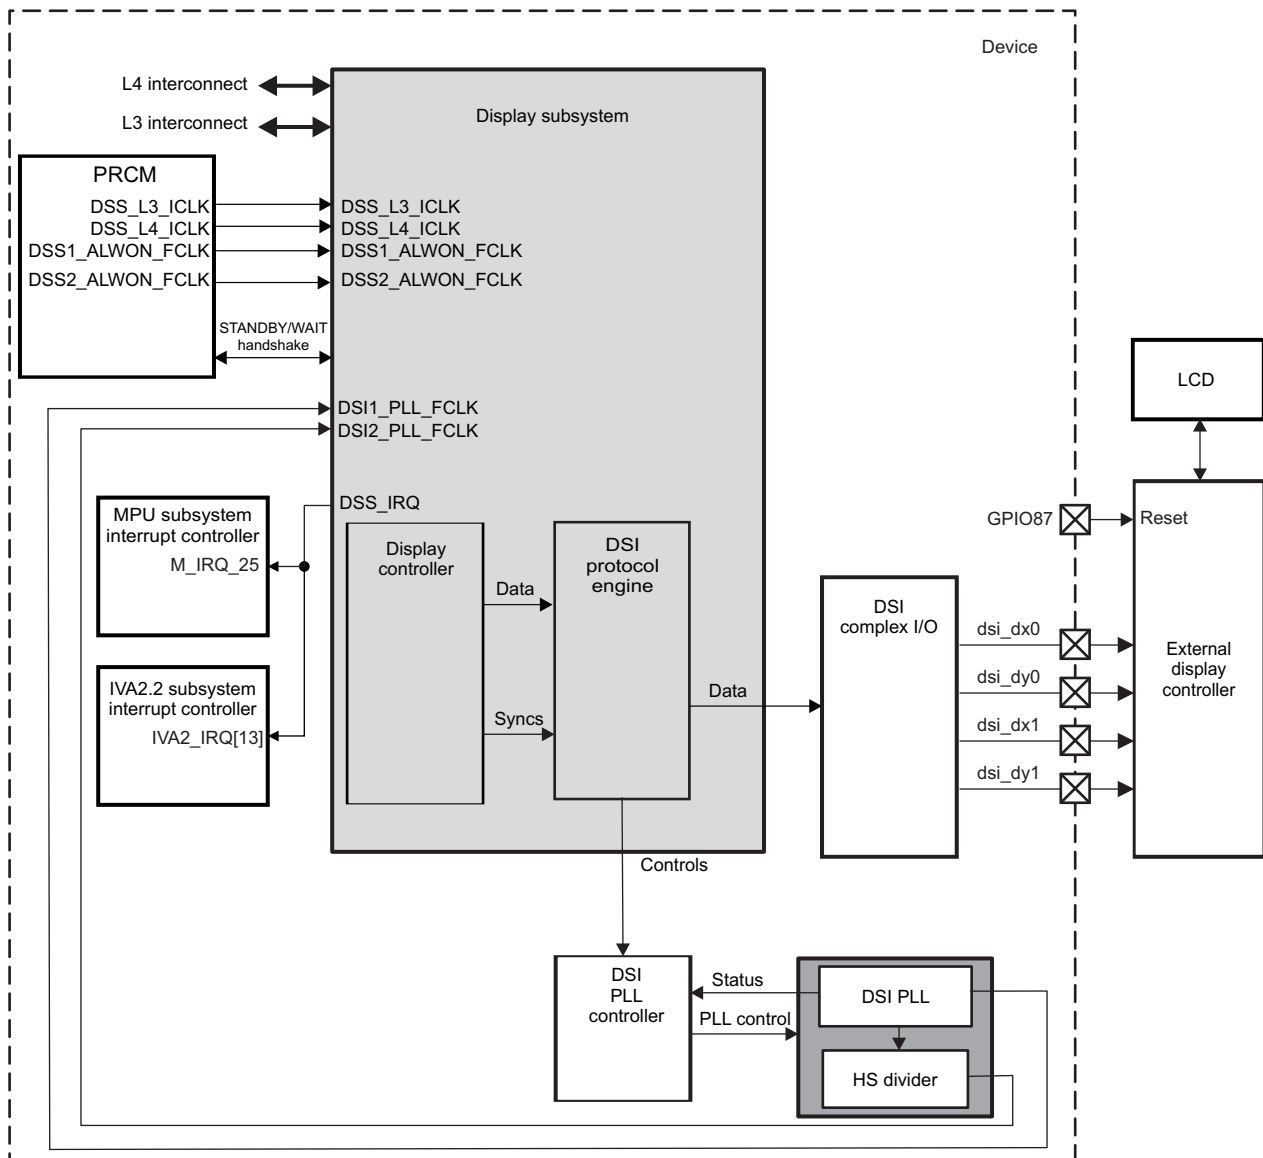 Device
L4 interconnect
L3 interconnect
Display subsystem
PRCM
DSS_L3_ICLK
DSS_L4_ICLK
DSS1_ALWON_FCLK
DSS2_ALWON_FCLK
DSS_L3_ICLK
DSS_L4_ICLK
DSS1_ALWON_FCLK
DSS2_ALWON_FCLK
STANDBY/WAIT
handshake
DSI1_PLL_FCLK
DSI2_PLL_FCLK
LCD
DSS_IRQ
MPU subsystem
interrupt controller
M_IRQ_25
IVA2.2 subsystem
interrupt controller
IVA2_IRQ[13]
Display
controller
Data
Syncs
DSI
protocol
engine
Data
DSI
complex I/O
GPIO87
Reset
dsi_dx0
dsi_dy0
dsi_dx1
dsi_dy1
External
display
controller
Controls
DSI
PLL
controller
Status
PLL control
DSI PLL
HS divider